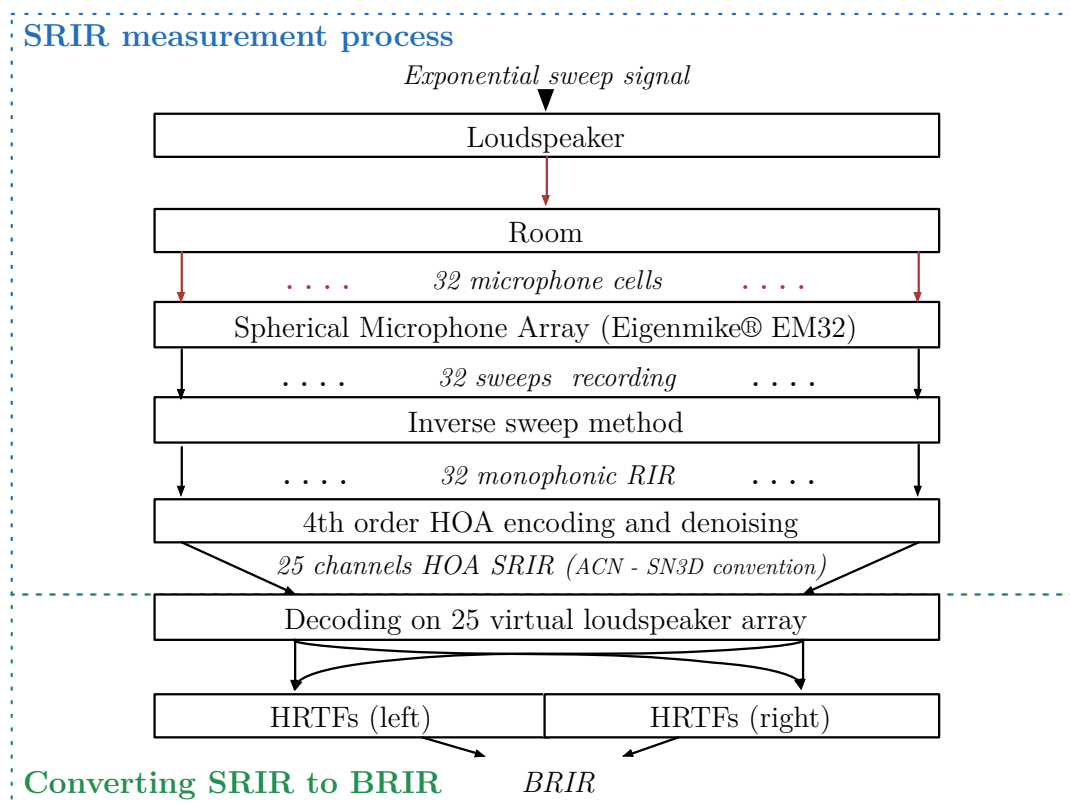 SRIR measurement process
Exponential sweep signal
Loudspeaker
Room
. . . . 32 microphone cells . . . .
Spherical Microphone Array (Eigenmike® EM32)
. . . . 32 sweeps recording . . . .
Inverse sweep method
. . . . 32 monophonic RIR . . . .
4th order HOA encoding and denoising
25 channels HOA SRIR (ACN - SN3D convention)
Decoding on 25 virtual loudspeaker array
HRTFs (left) HRTFs (right)
Converting SRIR to BRIR BRIR